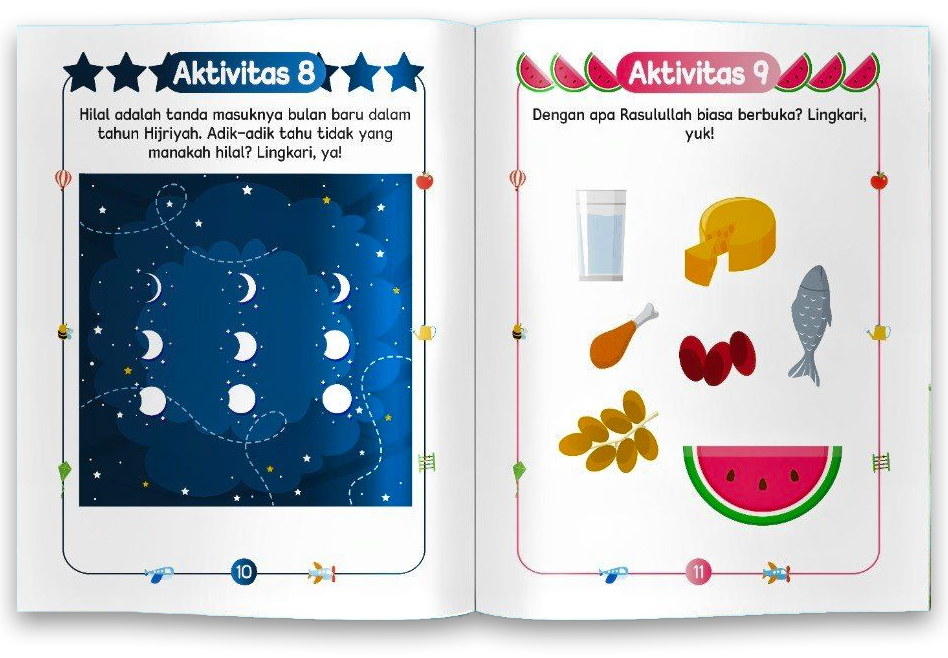 Aktivitas 8
Hilal adalah tanda masuknya bulan baru dalam
tahun Hijriyah. Adik-adik tahu tidak yang
manakah hilal? Lingkari, ya!
10
Aktivitas 9
Dengan apa Rasulullah biasa berbuka? Lingkari,
yuk!
11